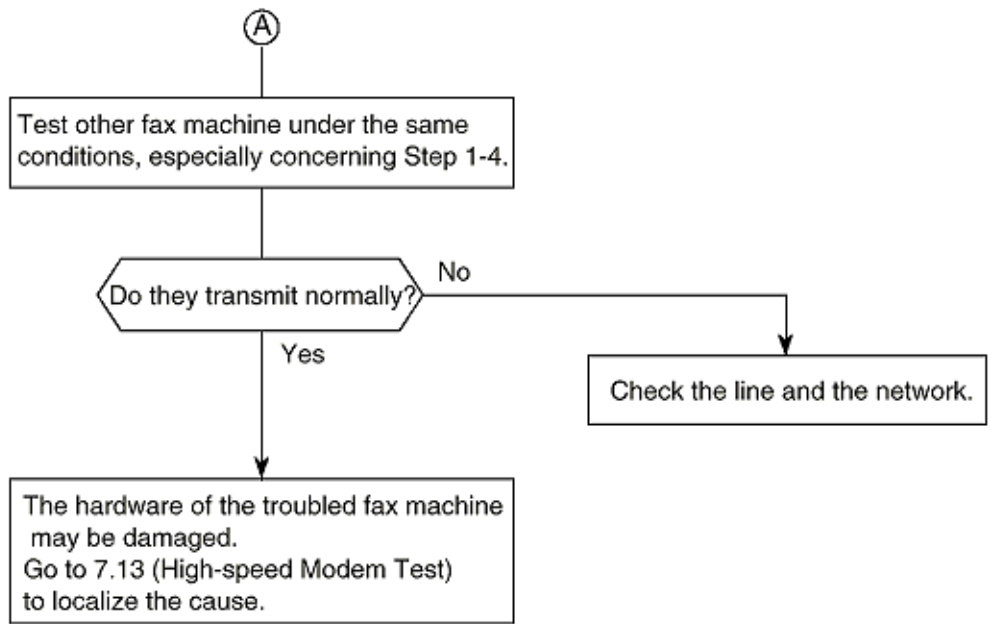 A
Test other fax machine under the same
conditions, especially concerning Step 1-4.
Do they transmit normally?
No
Yes
Check the line and the network.
The hardware of the troubled fax machine
may be damaged.
Go to 7.13 (High-speed Modem Test)
to localize the cause.